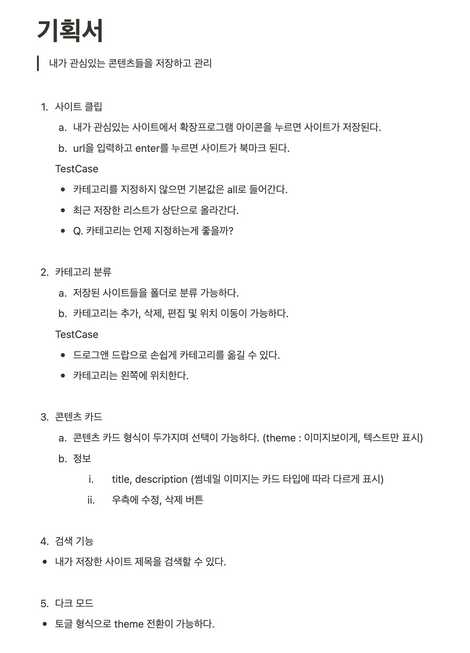 기획서
내가 관심있는 콘텐츠들을 저장하고 관리
1. 사이트 클립
a. 내가 관심있는 사이트에서 확장프로그램 아이콘을 누르면 사이트가 저장된다.
b. url을 입력하고 enter를 누르면 사이트가 북마크 된다.
TestCase
• 카테고리를 지정하지 않으면 기본값은 all로 들어간다.
• 최근 저장한 리스트가 상단으로 올라간다.
• Q. 카테고리는 언제 지정하는게 좋을까?
2. 카테고리 분류
a. 저장된 사이트들을 폴더로 분류 가능하다.
b. 카테고리는 추가, 삭제, 편집 및 위치 이동이 가능하다.
TestCase
• 드로그앤 드랍으로 손쉽게 카테고리를 옮길 수 있다.
• 카테고리는 왼쪽에 위치한다.
3. 콘텐츠 카드
a. 콘텐츠 카드 형식이 두가지며 선택이 가능하다. (theme : 이미지보이게, 텍스트만 표시)
b. 정보
i. title, description (썸네일 이미지는 카드 타입에 따라 다르게 표시)
ii. 우측에 수정, 삭제 버튼
4. 검색 기능
• 내가 저장한 사이트 제목을 검색할 수 있다.
5. 다크 모드
• 토글 형식으로 theme 전환이 가능하다.